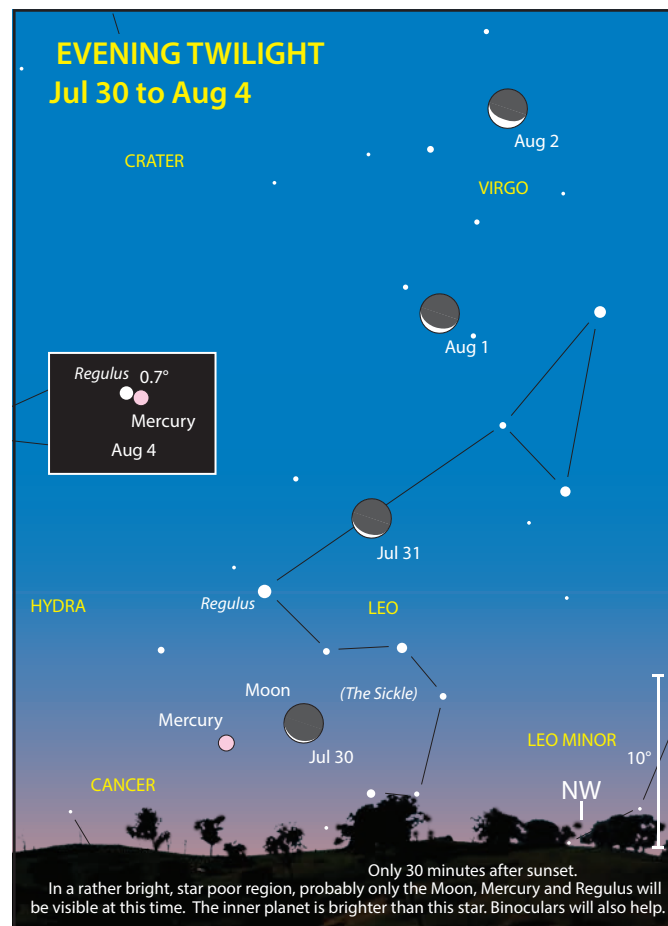 EVENING TWILIGHT
Jul 30 to Aug 4
Aug 2
CRATER
VIRGO
Aug 1
Regulus 0.7°
Mercury
Aug 4
Jul 31
Regulus
HYDRA
LEO
Moon
(The Sickle)
Mercury
Jul 30
LEO MINOR
10°
CANCER
NW
Only 30 minutes after sunset.
In a rather bright, star poor region, probably only the Moon, Mercury and Regulus will
be visible at this time. The inner planet is brighter than this star. Binoculars will also help.